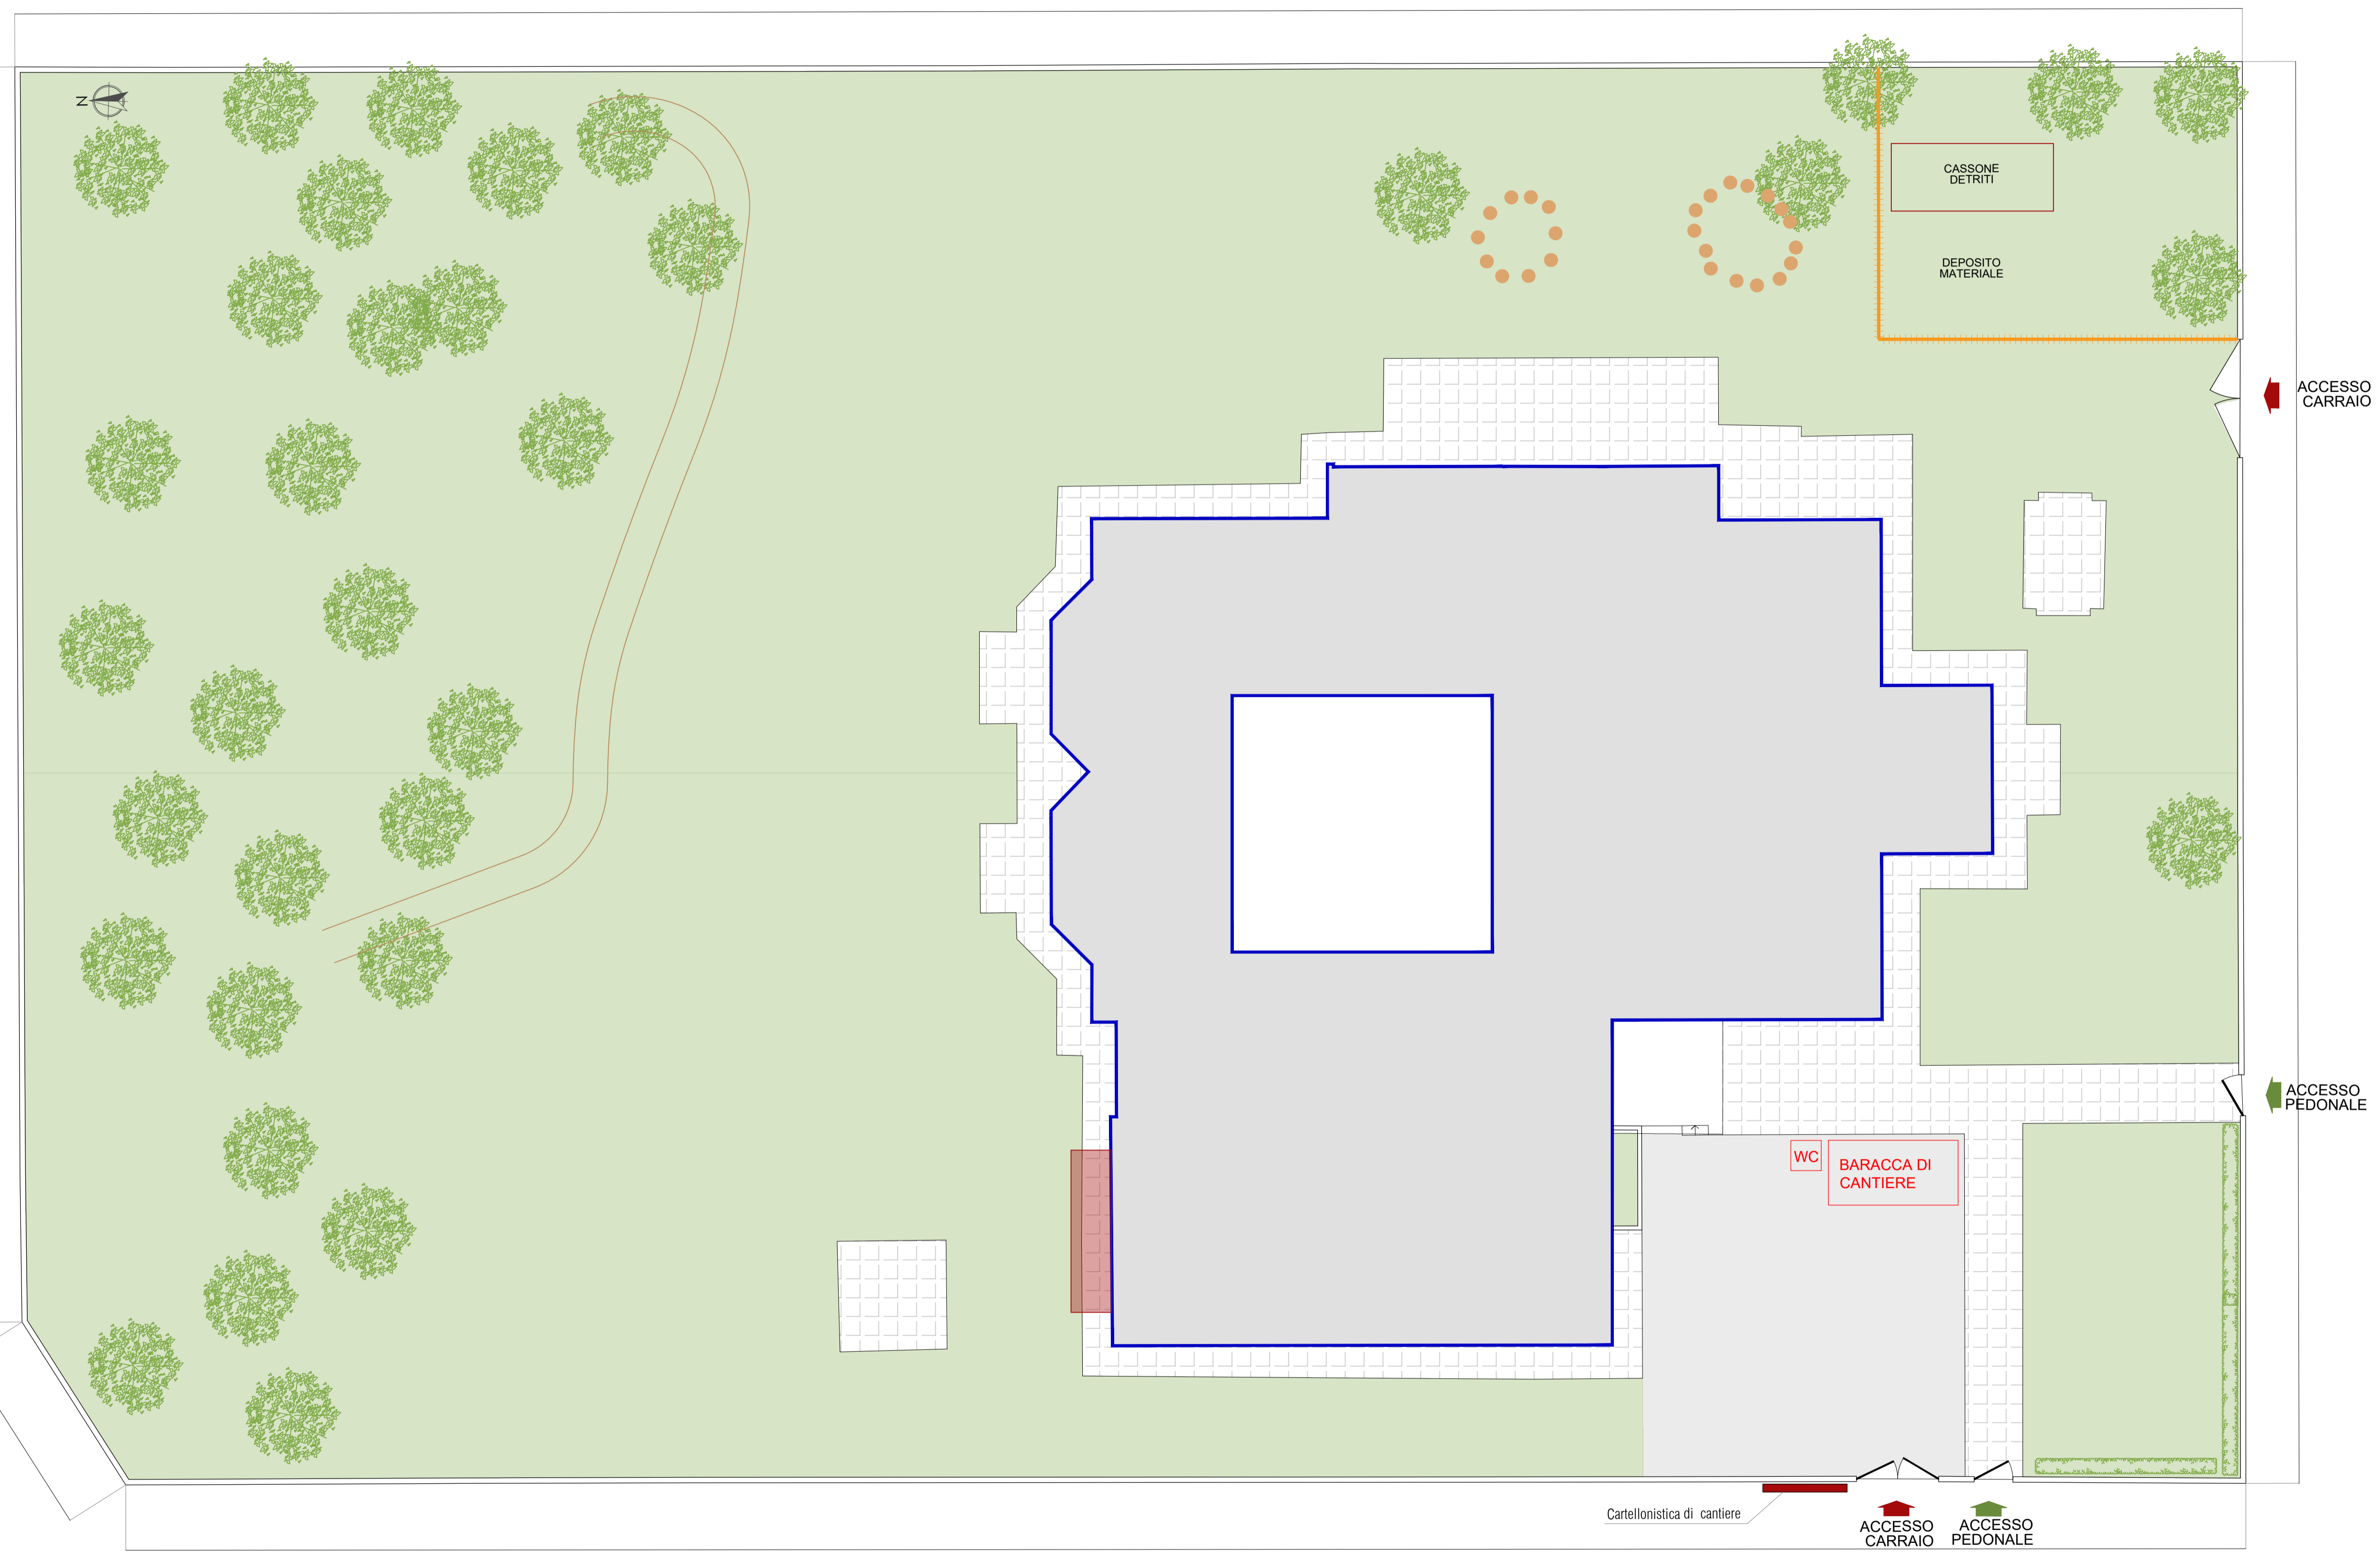 N
CASSONE
DETRITI
DEPOSITO
MATERIALE
ACCESSO
CARRAIO
ACCESSO
PEDONALE
WC
BARACCA DI
CANTIERE
Cartellonistica di cantiere
ACCESSO
CARRAIO
ACCESSO
PEDONALE